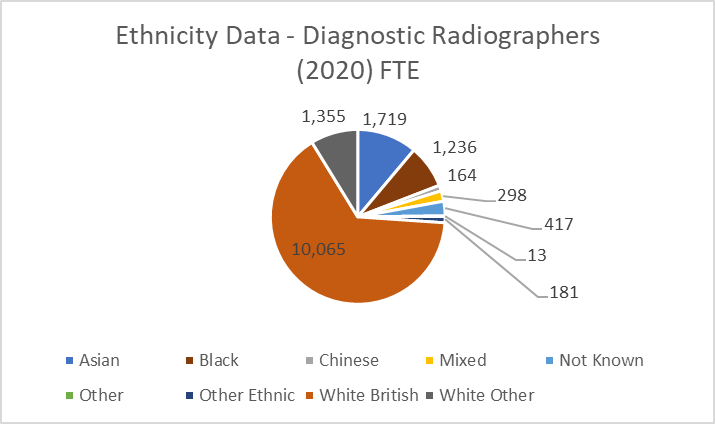 Ethnicity Data - Diagnostic Radiographers
(2020) FTE
1,355
1,719
1,236
164
298
417
13
181
10,065
Asian
Black
Chinese
Mixed
Not Known
Other
Other Ethnic
White British
White Other